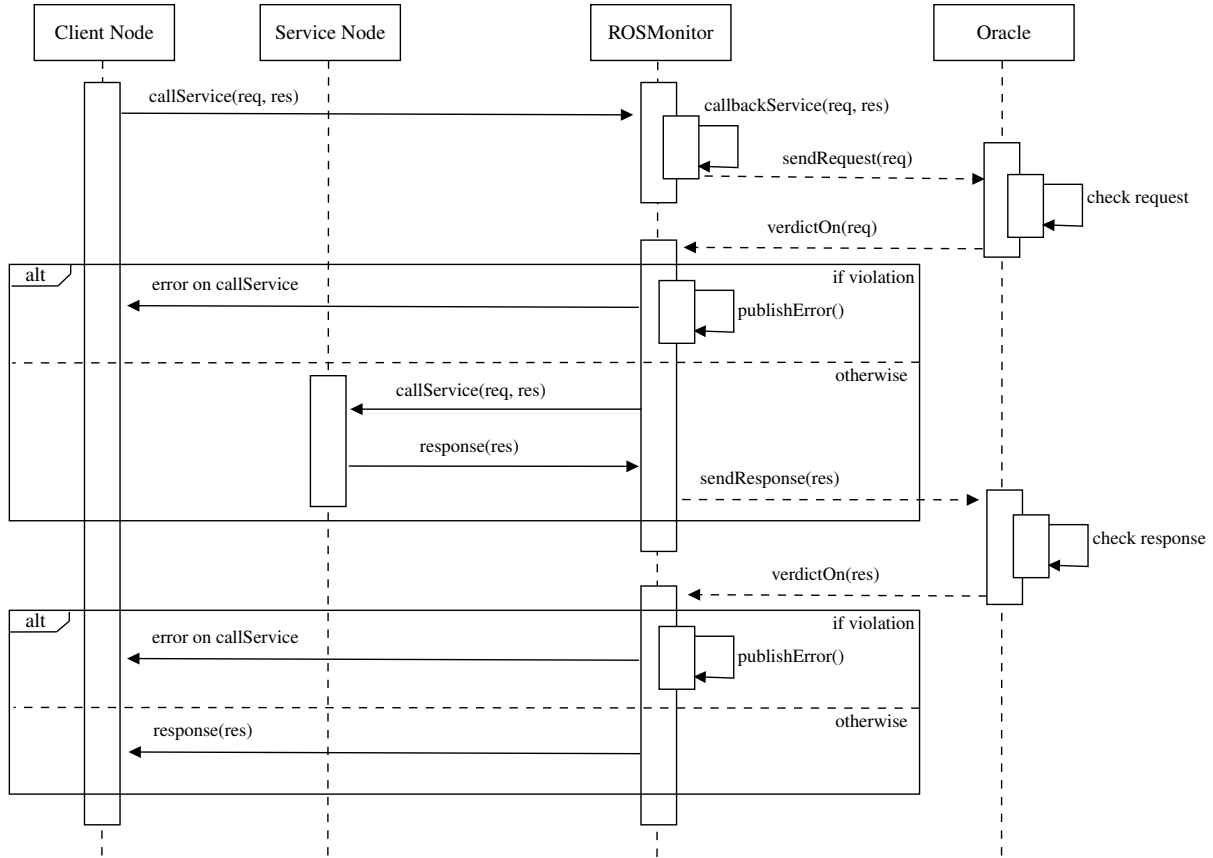 Client Node
Service Node
ROSMonitor
Oracle
callService(req, res)
callbackService(req, res)
sendRequest(req)
check request
verdictOn(req)
alt
if violation
error on callService
publishError()
otherwise
callService(req, res)
response(res)
sendResponse(res)
check response
verdictOn(res)
alt
if violation
error on callService
publishError()
otherwise
response(res)